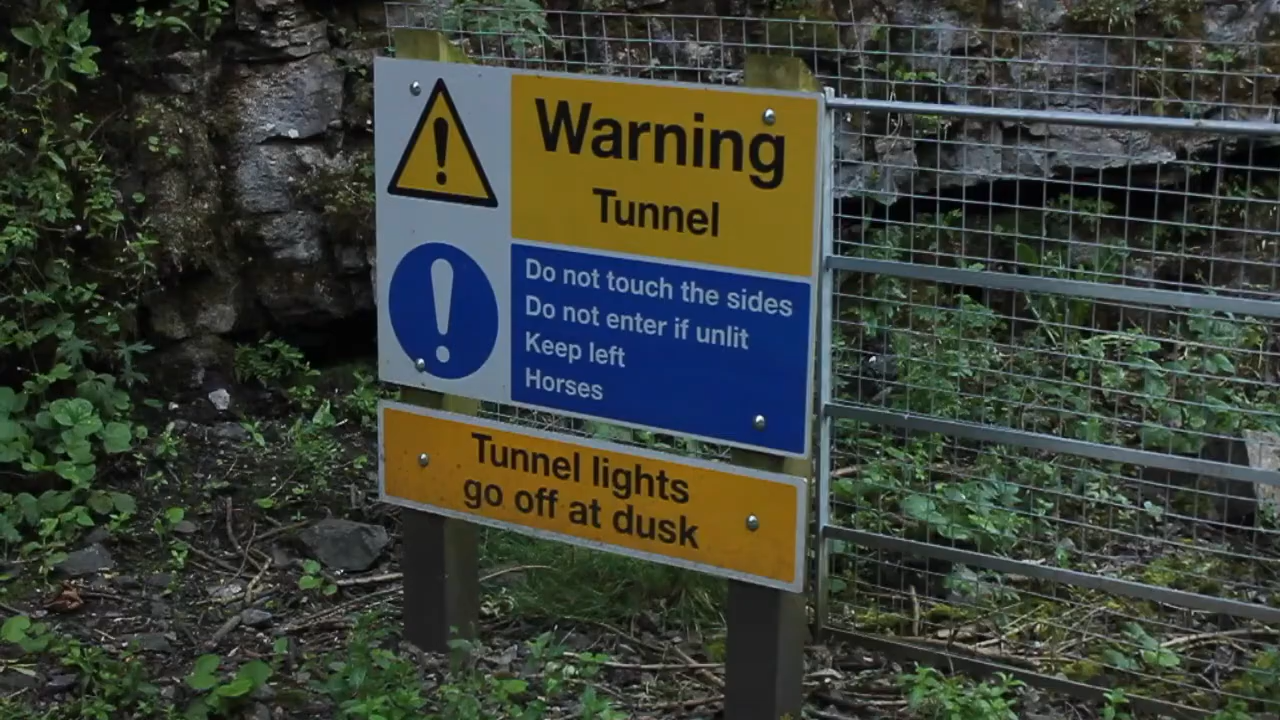 Warning
Tunnel
Do not touch the sides
Do not enter if unlit
Keep left
Horses
Tunnel lights
go off at dusk